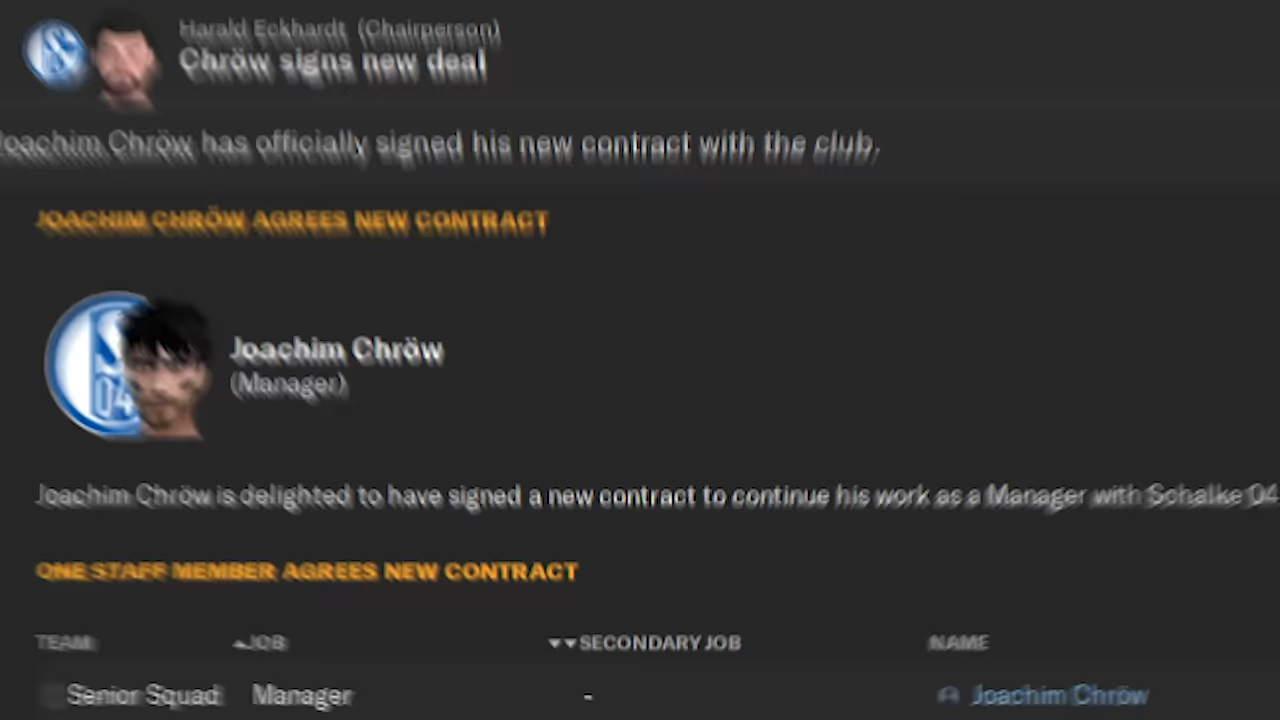 Harald Eckhardt (Chairperson)
Chröw signs new deal
Joachim Chröw has officially signed his new contract with the club.
JOACHIM CHRÖW AGREES NEW CONTRACT
04
Joachim Chröw
(Manager)
Joachim Chröw is delighted to have signed a new contract to continue his work as a Manager with Schalke 04
ONE STAFF MEMBER AGREES NEW CONTRACT
TEAM JOB SECONDARY JOB NAME
Senior Squad Manager - Joachim Chröw